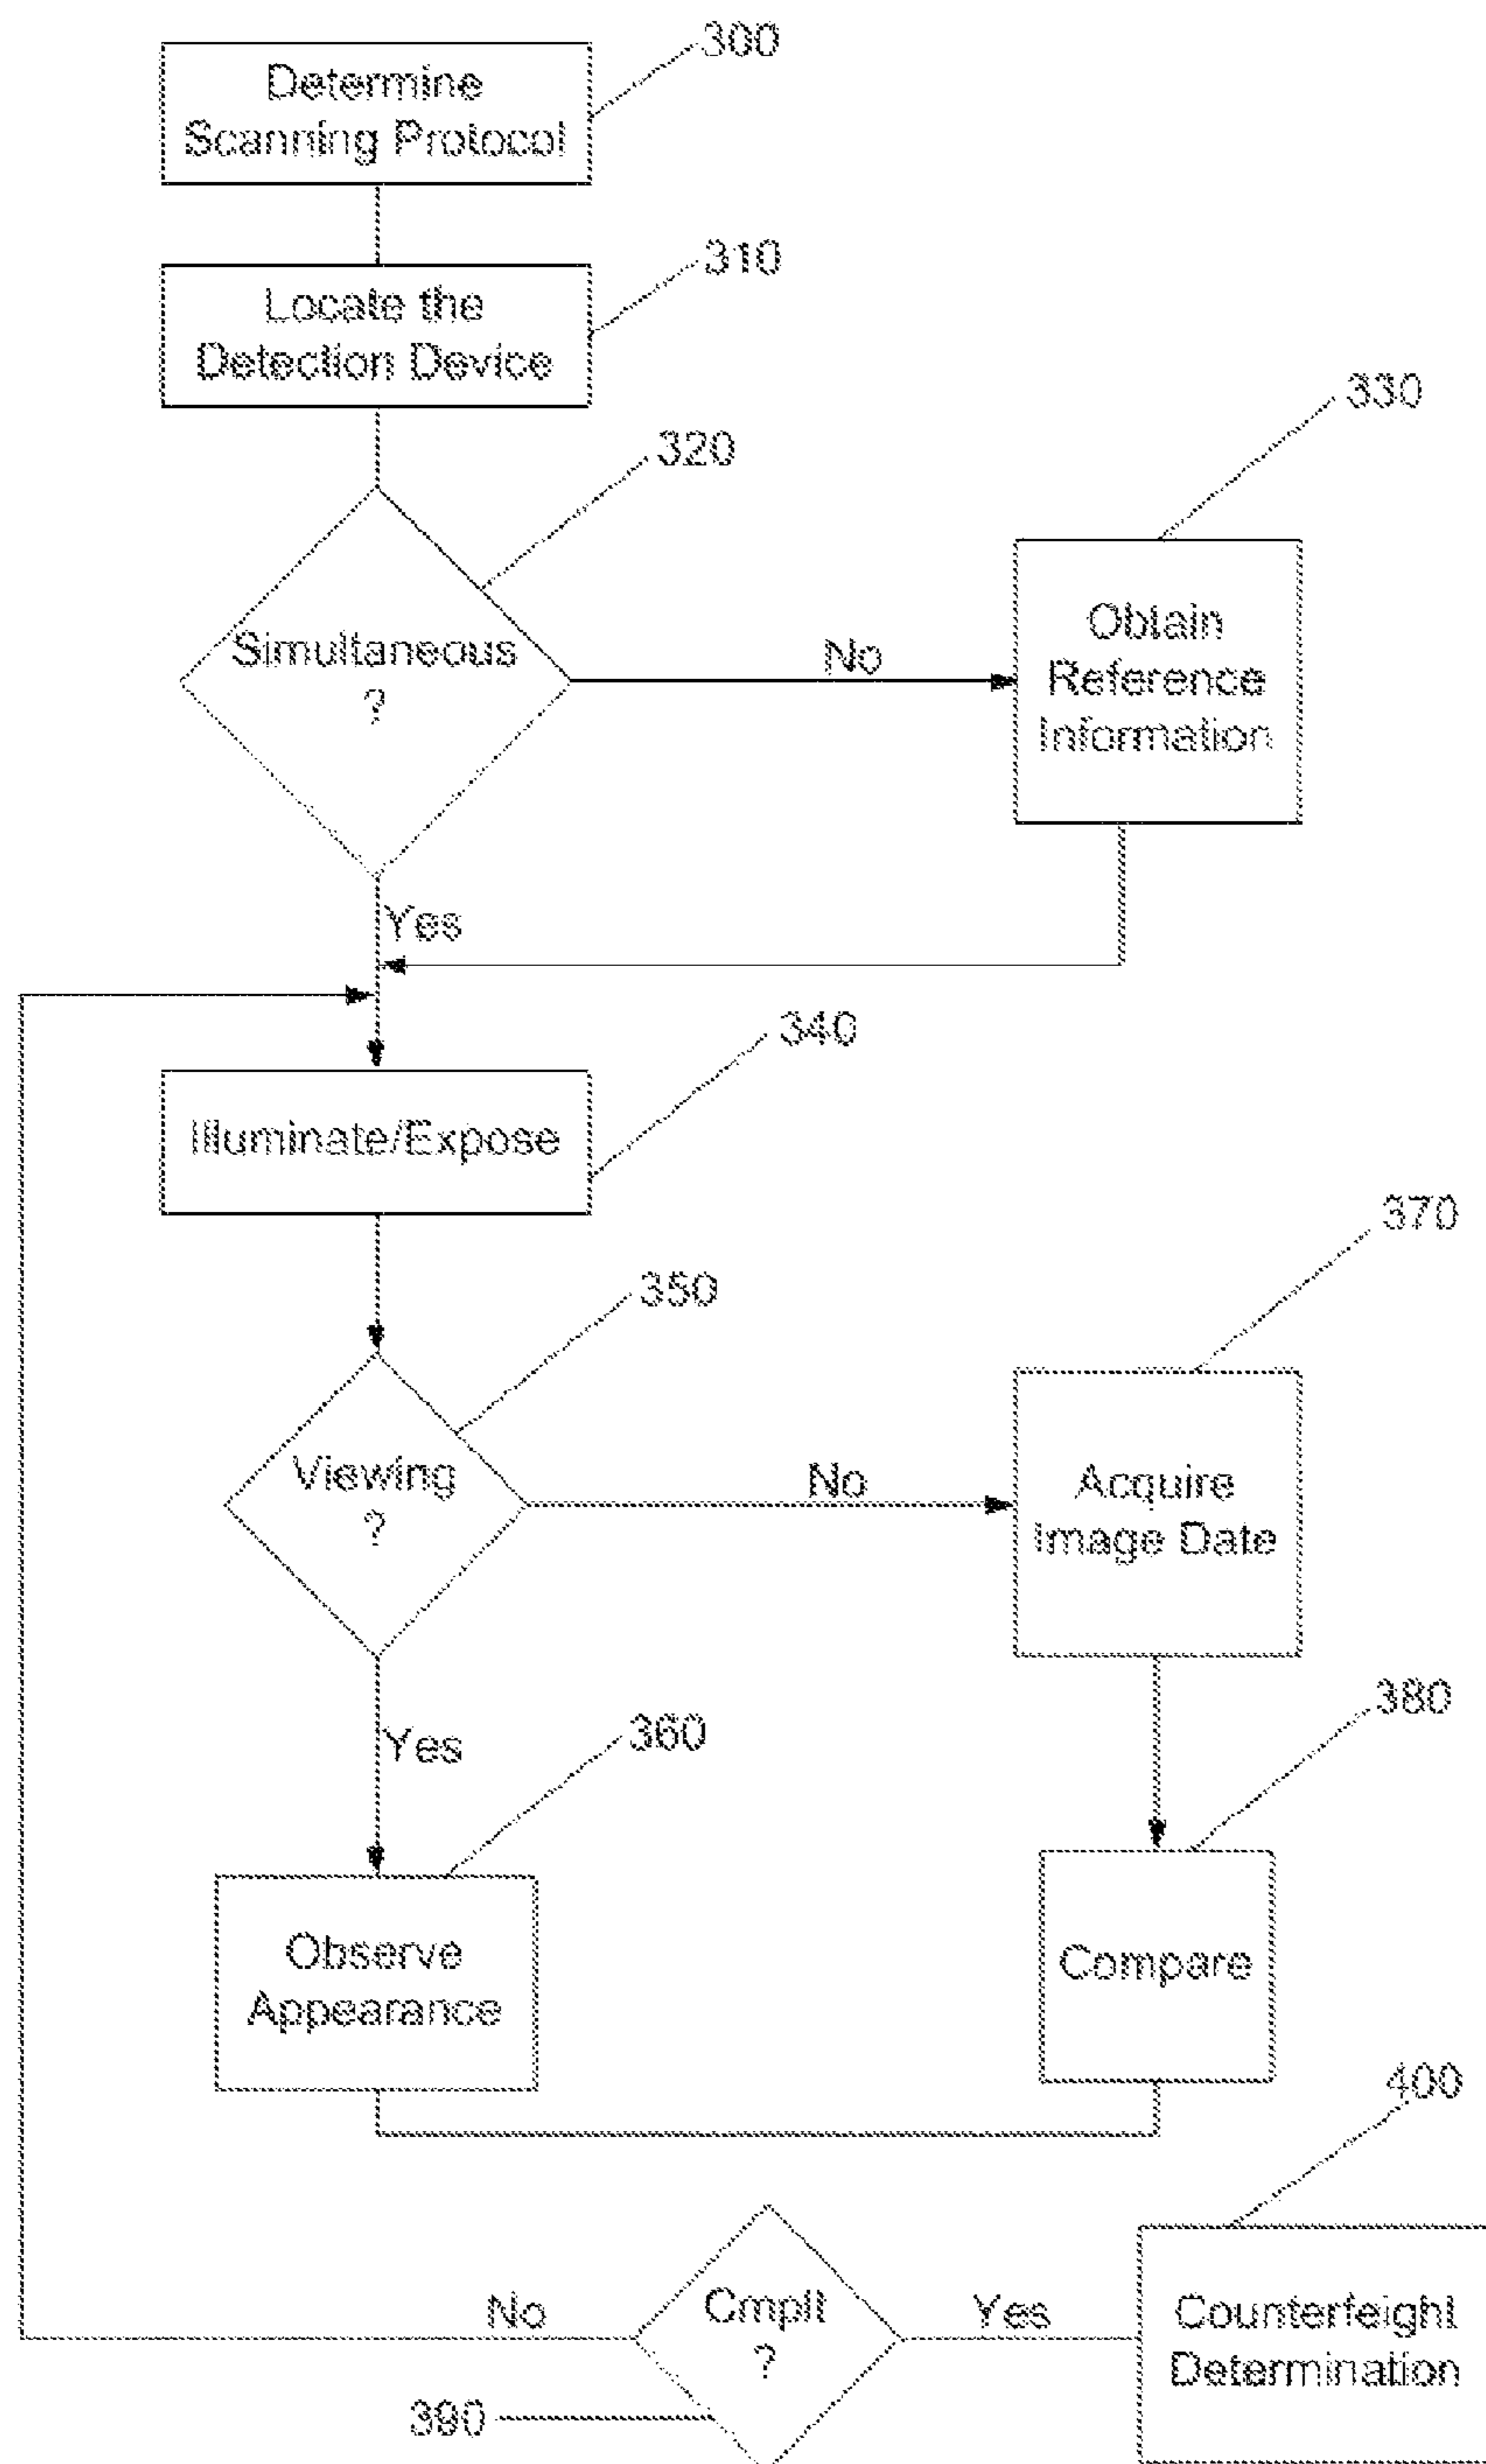 300
Determine
Scanning Protocol
310
Locate the
Detection Device
320
330
Simultaneous
?
No
Obtain
Reference
Information
Yes
340
Illuminate/Expose
350
370
Viewing
?
No
Acquire
Image Date
Yes
360
380
Observe
Appearance
Compare
400
No
Cmplt
?
Yes
Counterfeight
Determination
390